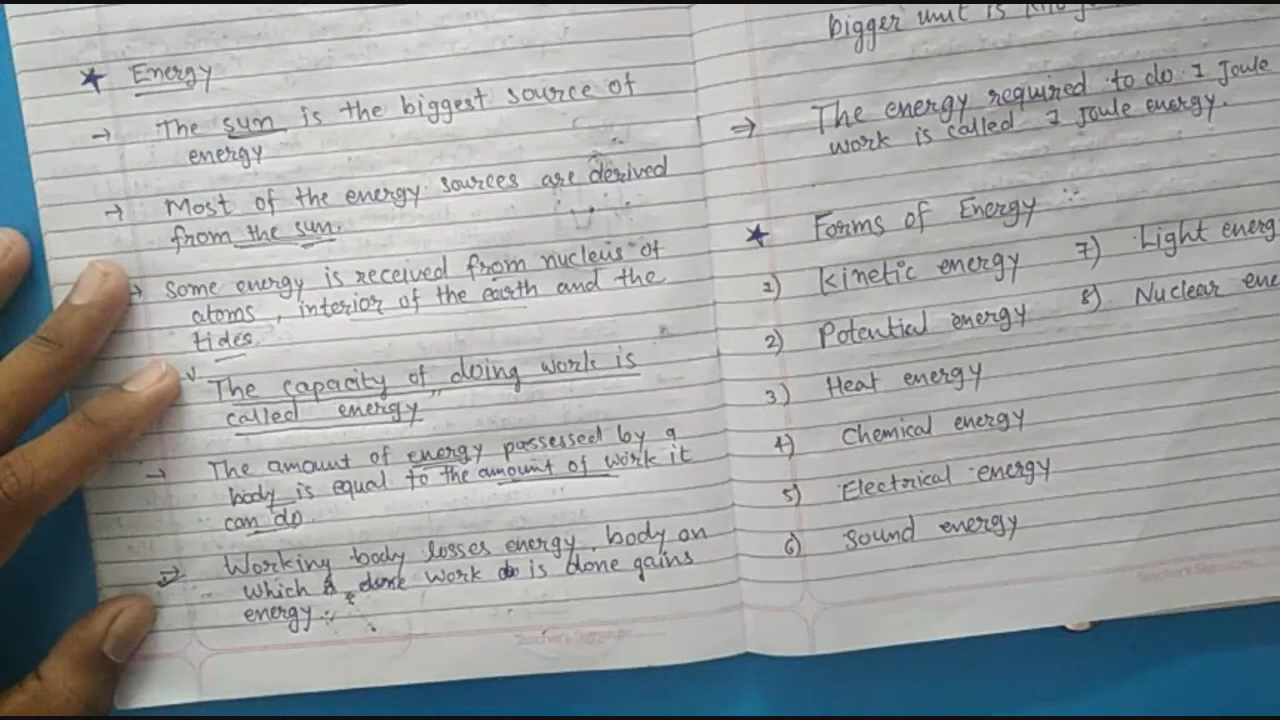 ★ Energy
→ The sun is the biggest source of
energy
→ Most of the energy sources are derived
from the sun.
→ Some energy is received from nucleus of
atoms, interior of the earth and the
tides.
The capacity of doing work is
called energy
→ The amount of energy possessed by a
body is equal to the amount of work it
can do.
⇒ Working body losses energy, body on
which work is done gains
energy
bigger unit is
⇒ The energy required to do 1 Joule
work is called 1 Joule energy.
★ Forms of Energy :-
1) Kinetic energy
2) Potential energy
3) Heat energy
4) Chemical energy
5) Electrical energy
6) Sound energy
7) Light energ
8) Nuclear ene
Teacher's Signature